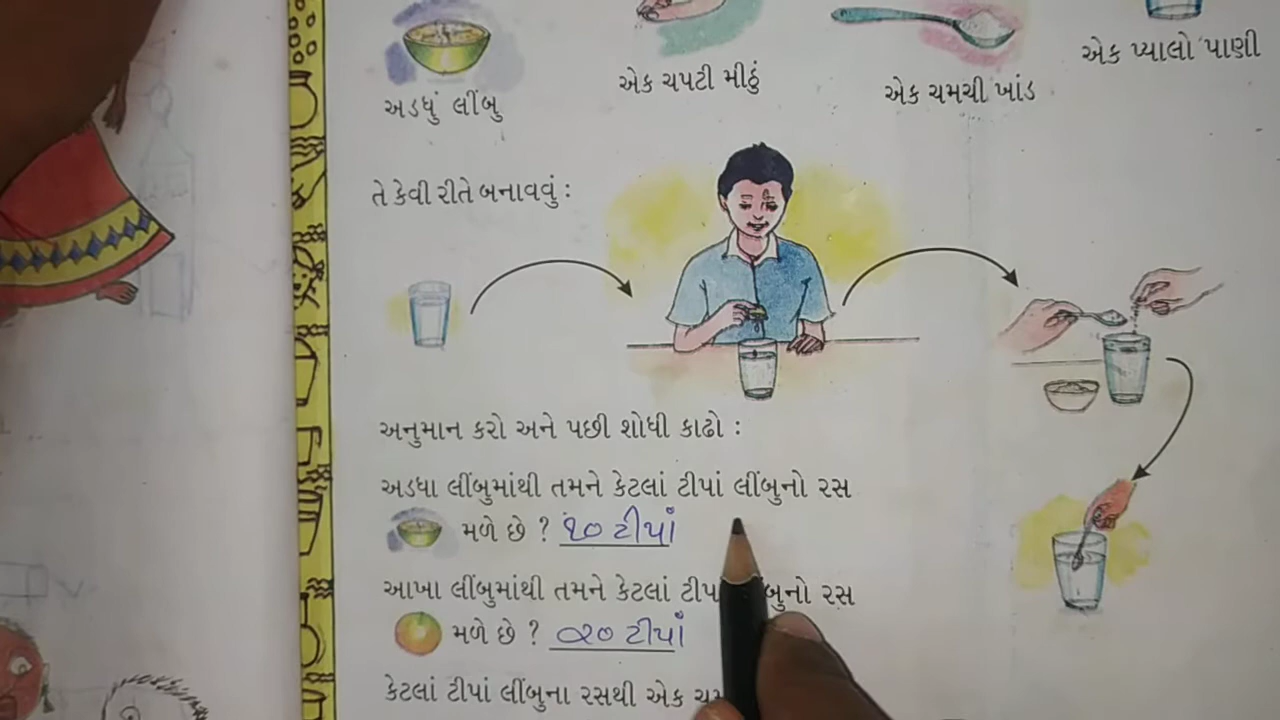 અડધું લીંબુ
એક ચપટી મીઠું
એક ચમચી ખાંડ
એક પ્યાલો પાણી
તે કેવી રીતે બનાવવું :
અનુમાન કરો અને પછી શોધી કાઢો :
અડધા લીંબુમાંથી તમને કેટલાં ટીપાં લીંબુનો રસ
મળે છે ? ૧૦ ટીપાં
આખા લીંબુમાંથી તમને કેટલાં રસ
મળે છે ? ૨૦ ટીપાં
કેટલાં ટીપાં લીંબુના રસથી એક